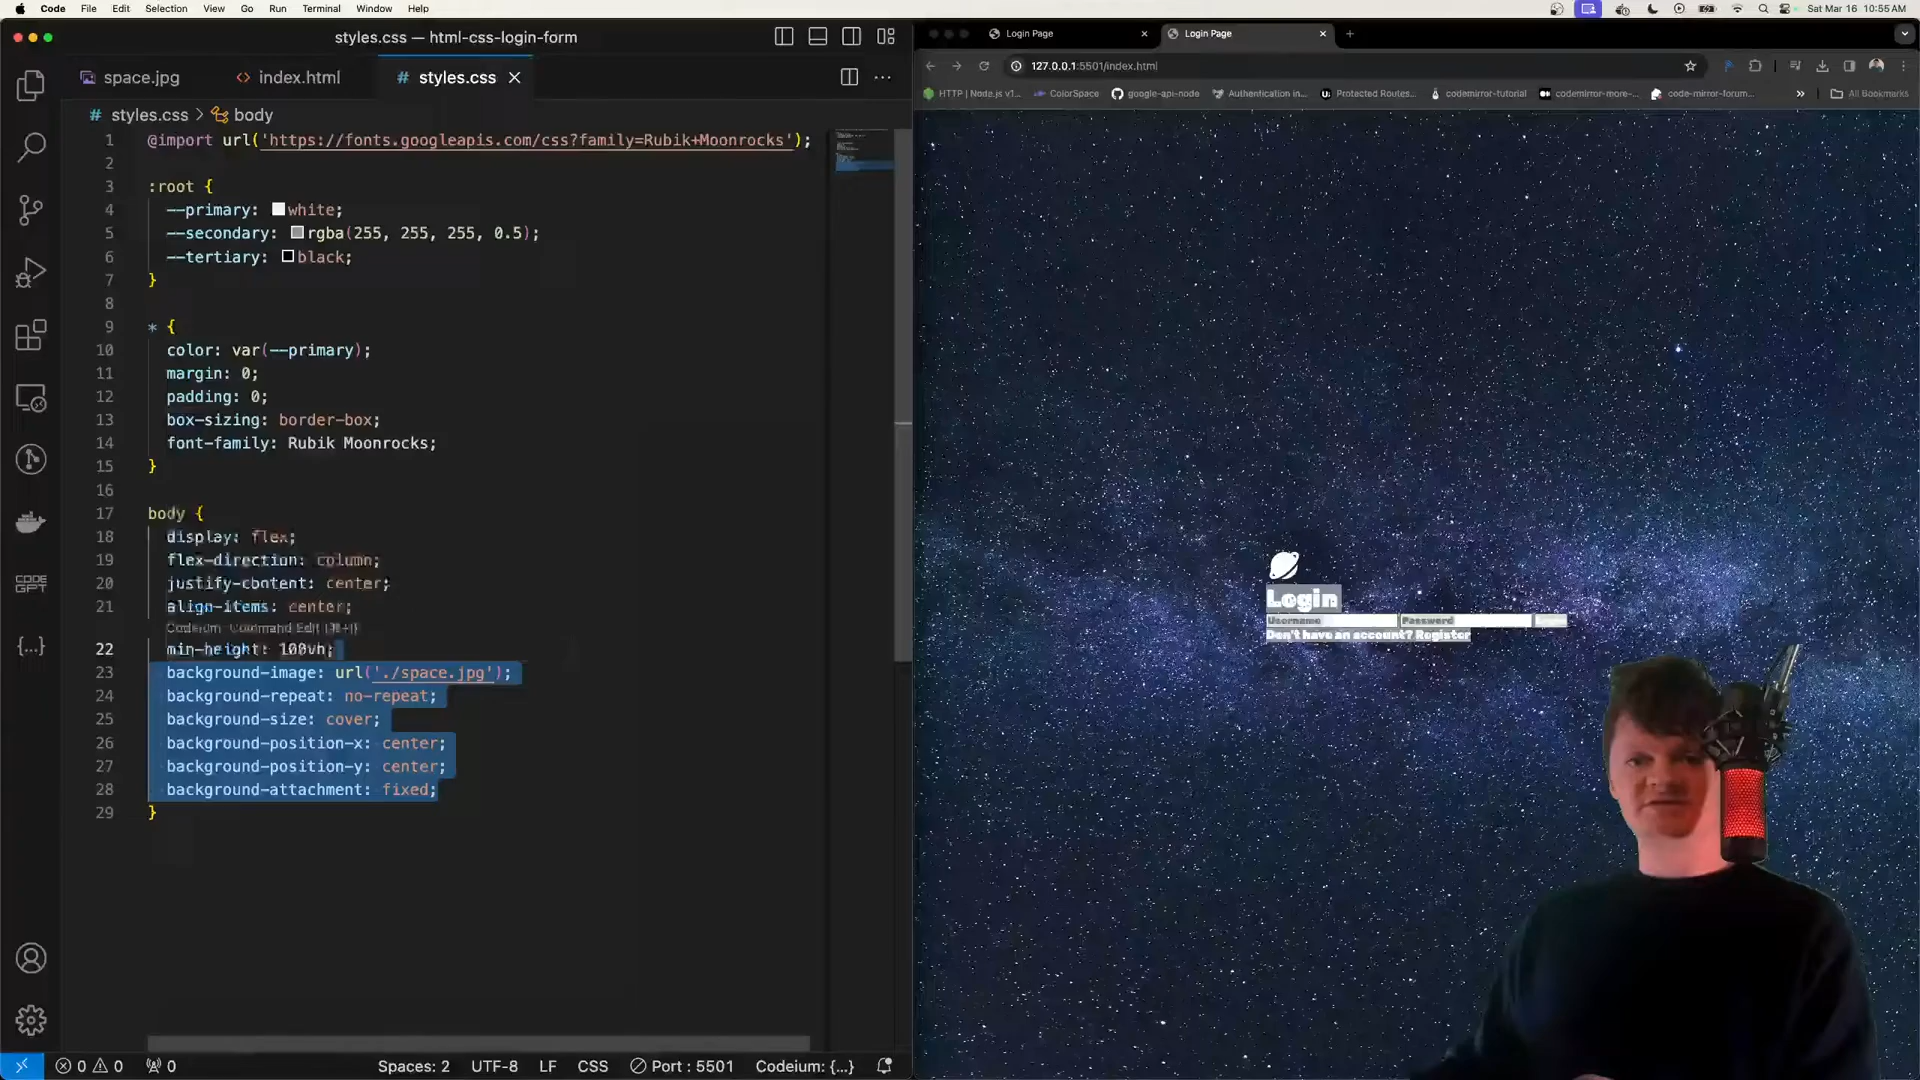 Code File Edit Selection View Go Run Terminal Window Help
Sat Mar 16 10:55 AM
styles.css — html-css-login-form
space.jpg
index.html
styles.css
styles.css > body
1 @import url('https://fonts.googleapis.com/css?family=Rubik+Moonrocks');
2
3 :root {
4 --primary: white;
5 --secondary: rgba(255, 255, 255, 0.5);
6 --tertiary: black;
7 }
8
9 * {
10 color: var(--primary);
11 margin: 0;
12 padding: 0;
13 box-sizing: border-box;
14 font-family: Rubik Moonrocks;
15 }
16
17 body {
18 display: flex;
19 flex-direction: column;
20 justify-content: center;
21 align-items: center;
Codeium: Command Edit (⌘+I)
22 min-height: 100vh;
23 background-image: url('./space.jpg');
24 background-repeat: no-repeat;
25 background-size: cover;
26 background-position-x: center;
27 background-position-y: center;
28 background-attachment: fixed;
29 }
CODE
GPT
0 0 0
Spaces: 2 UTF-8 LF CSS Port : 5501 Codeium: {...}
Login Page
Login Page
127.0.0.1:5501/index.html
HTTP | Node.js v1...
ColorSpace
google-api-node
Authentication in...
Protected Routes...
codemirror-tutorial
codemirror-more-...
code-mirror-forum...
»
All Bookmarks
Login
Username Password
Don't have an account? Register